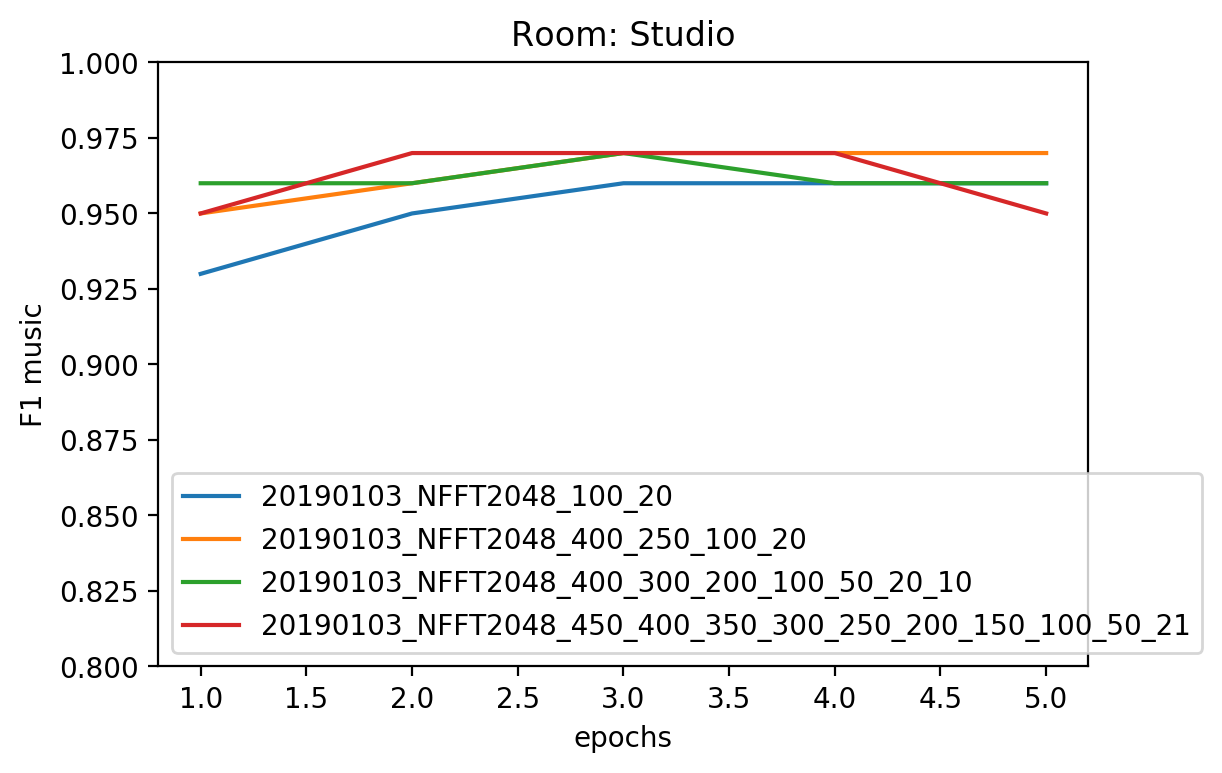 Room: Studio
1.000
0.975
0.950
0.925
0.900
0.875
0.850
0.825
0.800
F1 music
20190103_NFFT2048_100_20
20190103_NFFT2048_400_250_100_20
20190103_NFFT2048_400_300_200_100_50_20_10
20190103_NFFT2048_450_400_350_300_250_200_150_100_50_21
1.0 1.5 2.0 2.5 3.0 3.5 4.0 4.5 5.0
epochs